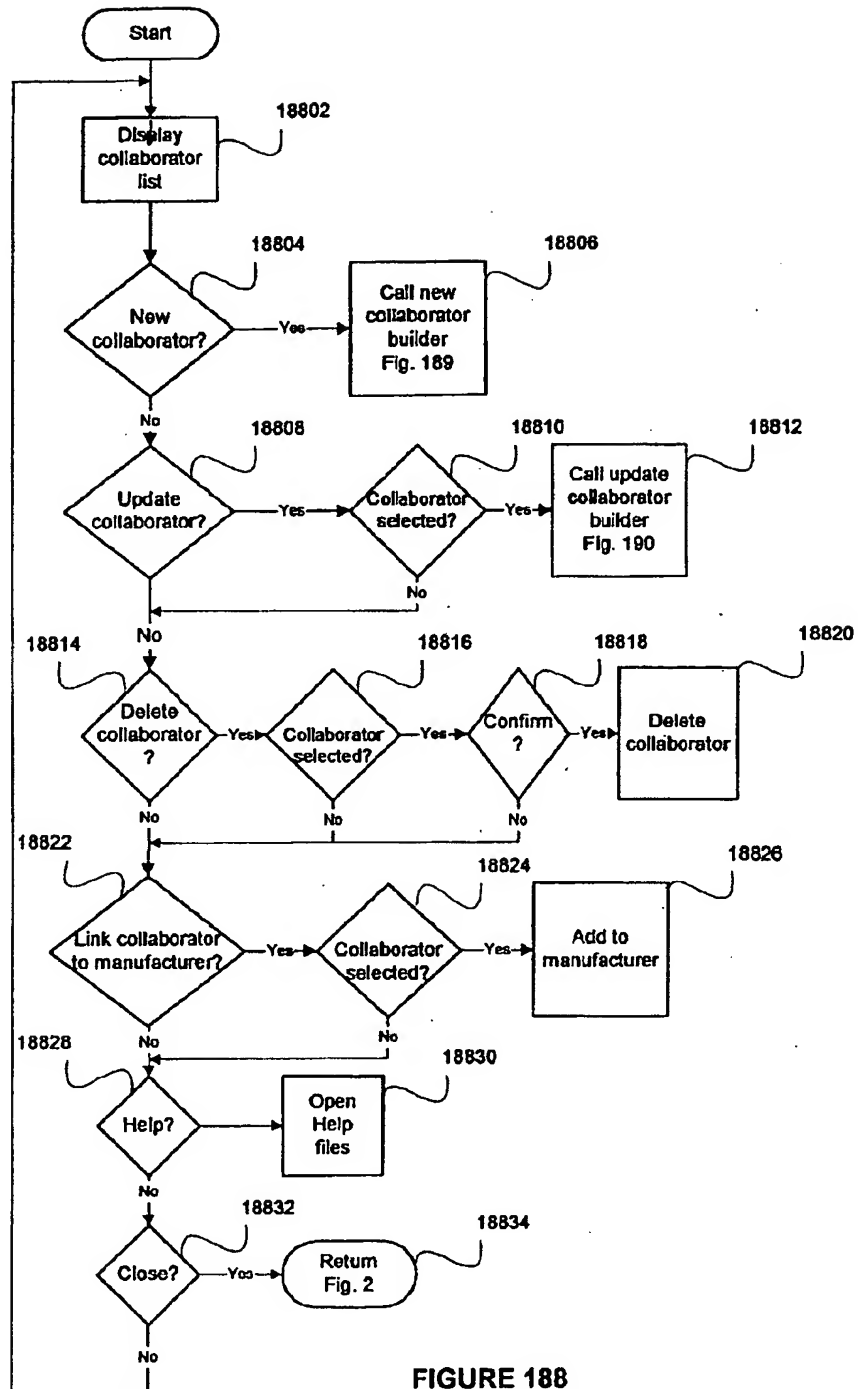 Start
18802
Display
collaborator
list
18804
New
collaborator?
Yes
18806
Call new
collaborator
builder
Fig. 189
No
18808
Update
collaborator?
Yes
18810
Collaborator
selected?
Yes
18812
Call update
collaborator
builder
Fig. 190
No
No
18814
Delete
collaborator
?
Yes
18816
Collaborator
selected?
Yes
18818
Confirm
?
Yes
18820
Delete
collaborator
No
No
No
18822
Link collaborator
to manufacturer?
Yes
18824
Collaborator
selected?
Yes
18826
Add to
manufacturer
No
No
18828
Help?
18830
Open
Help
files
No
18832
Close?
Yes
18834
Return
Fig. 2
No
FIGURE 188